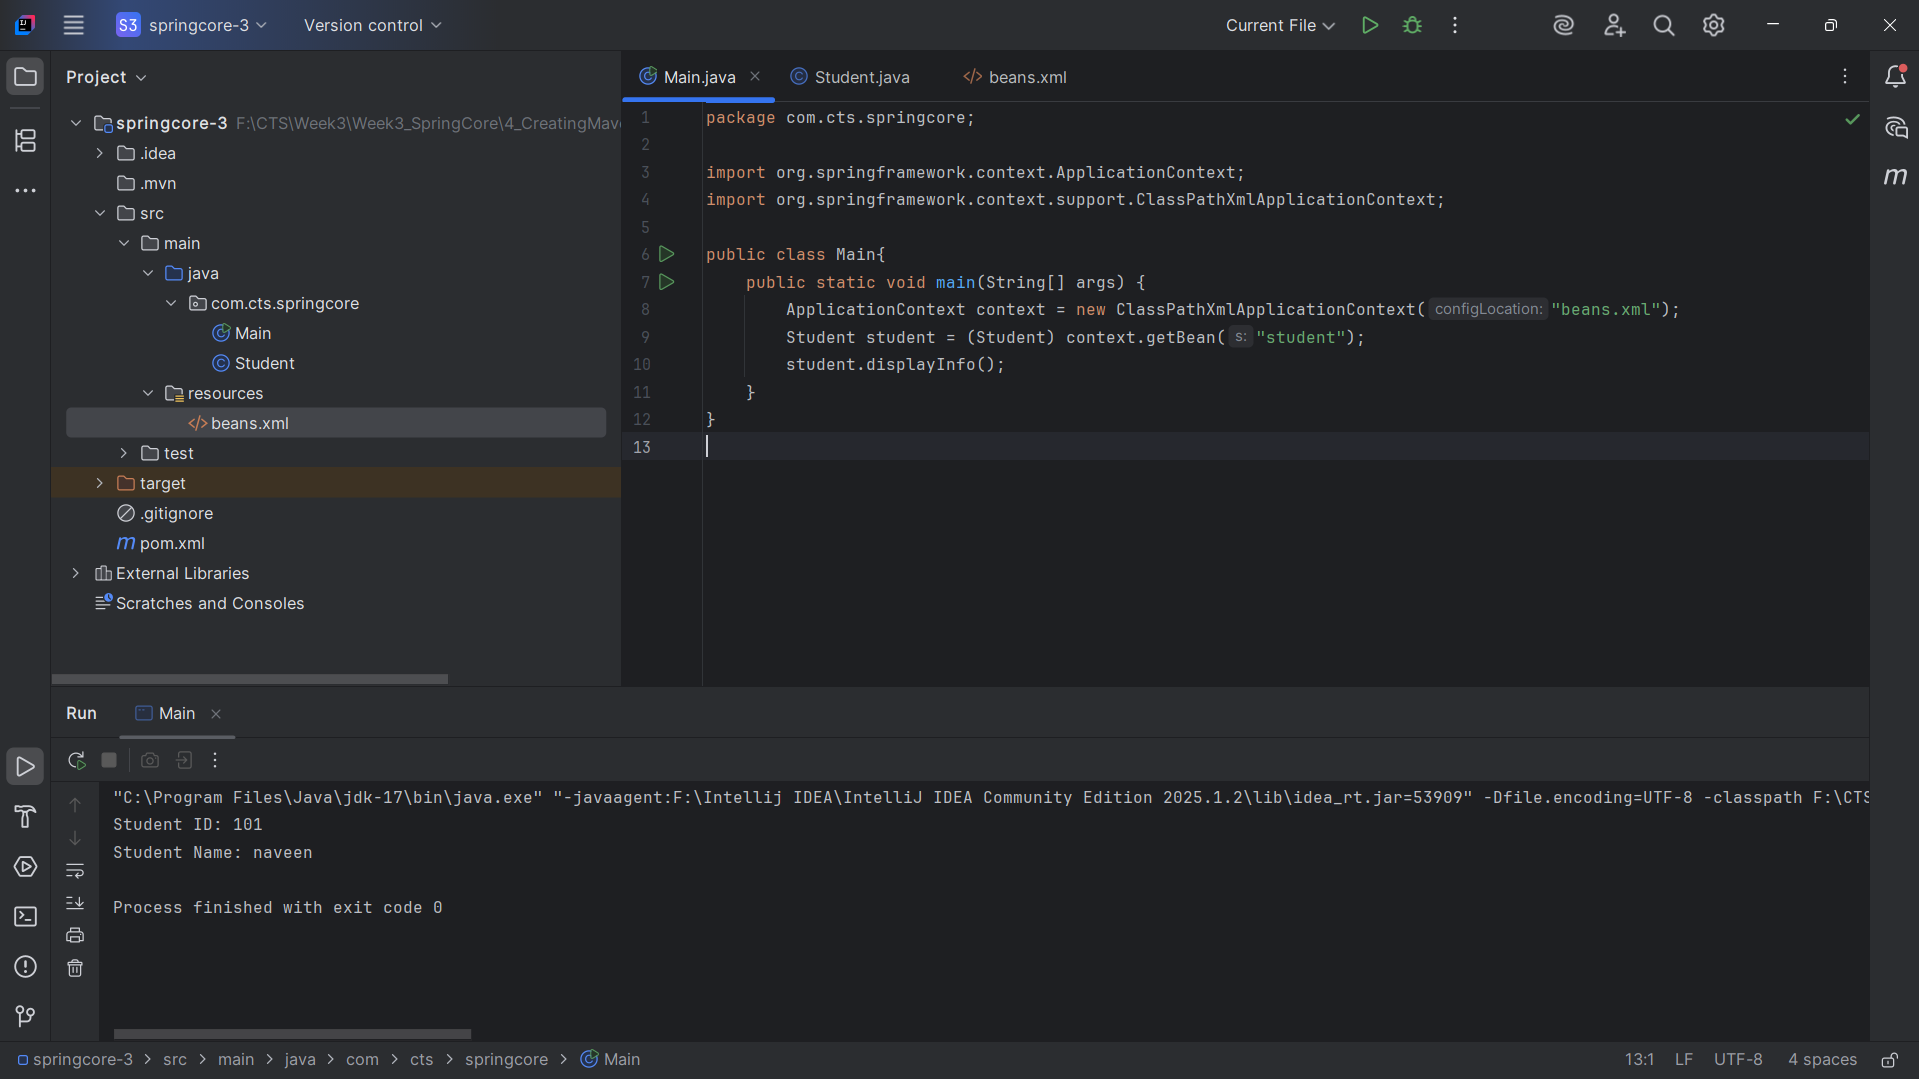 S3 springcore-3 Version control Current File
Project
springcore-3 F:\CTS\Week3\Week3_SpringCore\4_CreatingMav
.idea
.mvn
src
main
java
com.cts.springcore
Main
Student
resources
beans.xml
test
target
.gitignore
pom.xml
External Libraries
Scratches and Consoles
Main.java Student.java beans.xml
1 package com.cts.springcore;
2
3 import org.springframework.context.ApplicationContext;
4 import org.springframework.context.support.ClassPathXmlApplicationContext;
5
6 public class Main{
7 public static void main(String[] args) {
8 ApplicationContext context = new ClassPathXmlApplicationContext( configLocation: "beans.xml");
9 Student student = (Student) context.getBean( s: "student");
10 student.displayInfo();
11 }
12 }
13
Run Main
"C:\Program Files\Java\jdk-17\bin\java.exe" "-javaagent:F:\Intellij IDEA\IntelliJ IDEA Community Edition 2025.1.2\lib\idea_rt.jar=53909" -Dfile.encoding=UTF-8 -classpath F:\CTS
Student ID: 101
Student Name: naveen
Process finished with exit code 0
springcore-3 > src > main > java > com > cts > springcore > Main 13:1 LF UTF-8 4 spaces